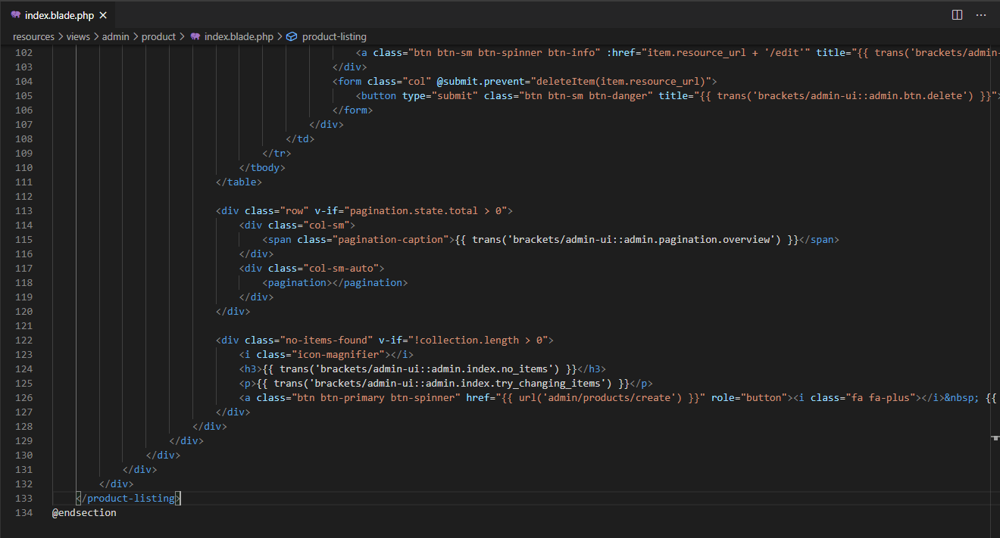 index.blade.php
resources > views > admin > product > index.blade.php > product-listing
102 <a class="btn btn-sm btn-spinner btn-info" :href="item.resource_url + '/edit'" title="{{ trans('brackets/admin-
103 </div>
104 <form class="col" @submit.prevent="deleteItem(item.resource_url)">
105 <button type="submit" class="btn btn-sm btn-danger" title="{{ trans('brackets/admin-ui::admin.btn.delete') }}">
106 </form>
107 </div>
108 </td>
109 </tr>
110 </tbody>
111 </table>
112
113 <div class="row" v-if="pagination.state.total > 0">
114 <div class="col-sm">
115 <span class="pagination-caption">{{ trans('brackets/admin-ui::admin.pagination.overview') }}</span>
116 </div>
117 <div class="col-sm-auto">
118 <pagination></pagination>
119 </div>
120 </div>
121
122 <div class="no-items-found" v-if="!collection.length > 0">
123 <i class="icon-magnifier"></i>
124 <h3>{{ trans('brackets/admin-ui::admin.index.no_items') }}</h3>
125 <p>{{ trans('brackets/admin-ui::admin.index.try_changing_items') }}</p>
126 <a class="btn btn-primary btn-spinner" href="{{ url('admin/products/create') }}" role="button"><i class="fa fa-plus"></i>&nbsp; {{
127 </div>
128 </div>
129 </div>
130 </div>
131 </div>
132 </div>
133 </product-listing>
134 @endsection